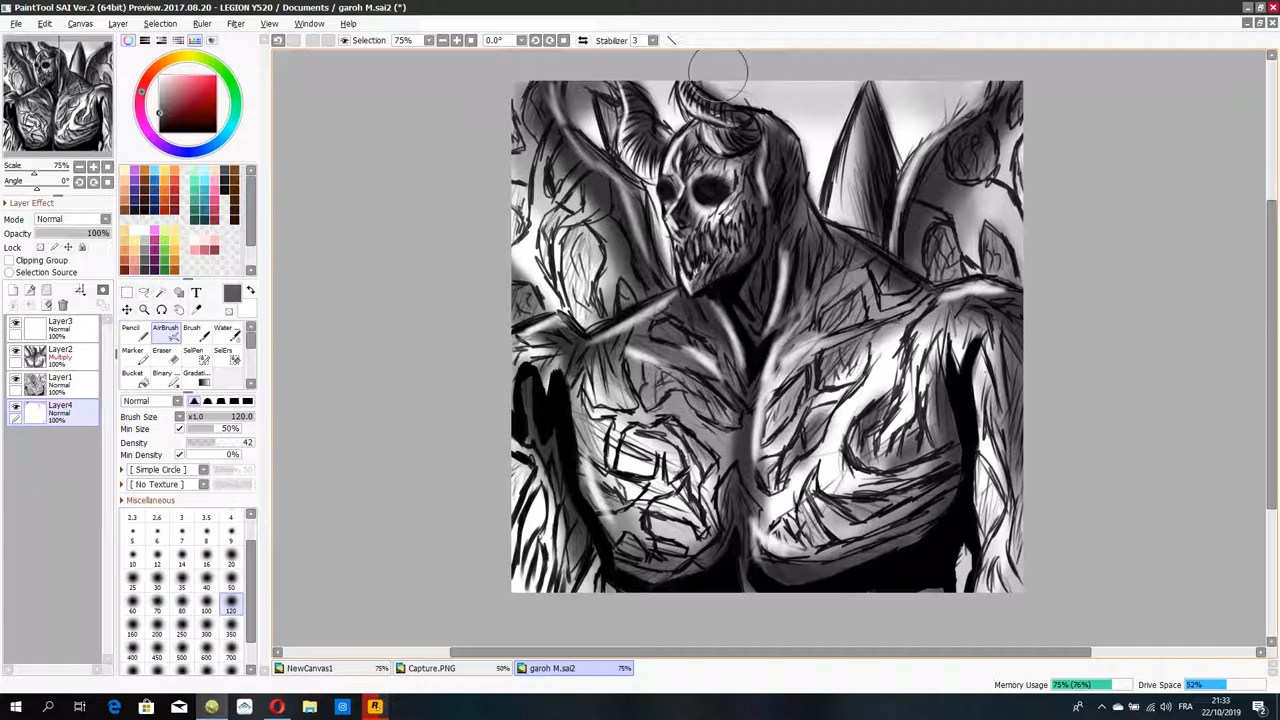 PaintTool SAI Ver.2 (64bit) Preview.2017.08.20 - LEGION Y520 / Documents / garoh M.sai2 (*)
File Edit Canvas Layer Selection Ruler Filter View Window Help
Selection 75% 0.0° Stabilizer 3
Scale 75%
Angle 0°
Layer Effect
Mode Normal
Opacity 100%
Lock
Clipping Group
Selection Source
Layer3
Normal
100%
Layer2
Multiply
100%
Layer1
Normal
100%
Layer4
Normal
100%
T
Pencil AirBrush Brush Water ..
Marker Eraser SelPen SelErs
Bucket Binary ... Gradati...
Normal
Brush Size x1.0 120.0
Min Size 50%
Density 42
Min Density 0%
[ Simple Circle ]
[ No Texture ]
Miscellaneous
2.3 2.6 3 3.5 4
5 6 7 8 9
10 12 14 16 20
25 30 35 40 50
60 70 80 100 120
160 200 250 300 350
400 450 500 600 700
NewCanvas1 75% Capture.PNG 50% garoh M.sai2 75%
Memory Usage 75% (76%) Drive Space 52%
FRA 21:33
22/10/2019
2